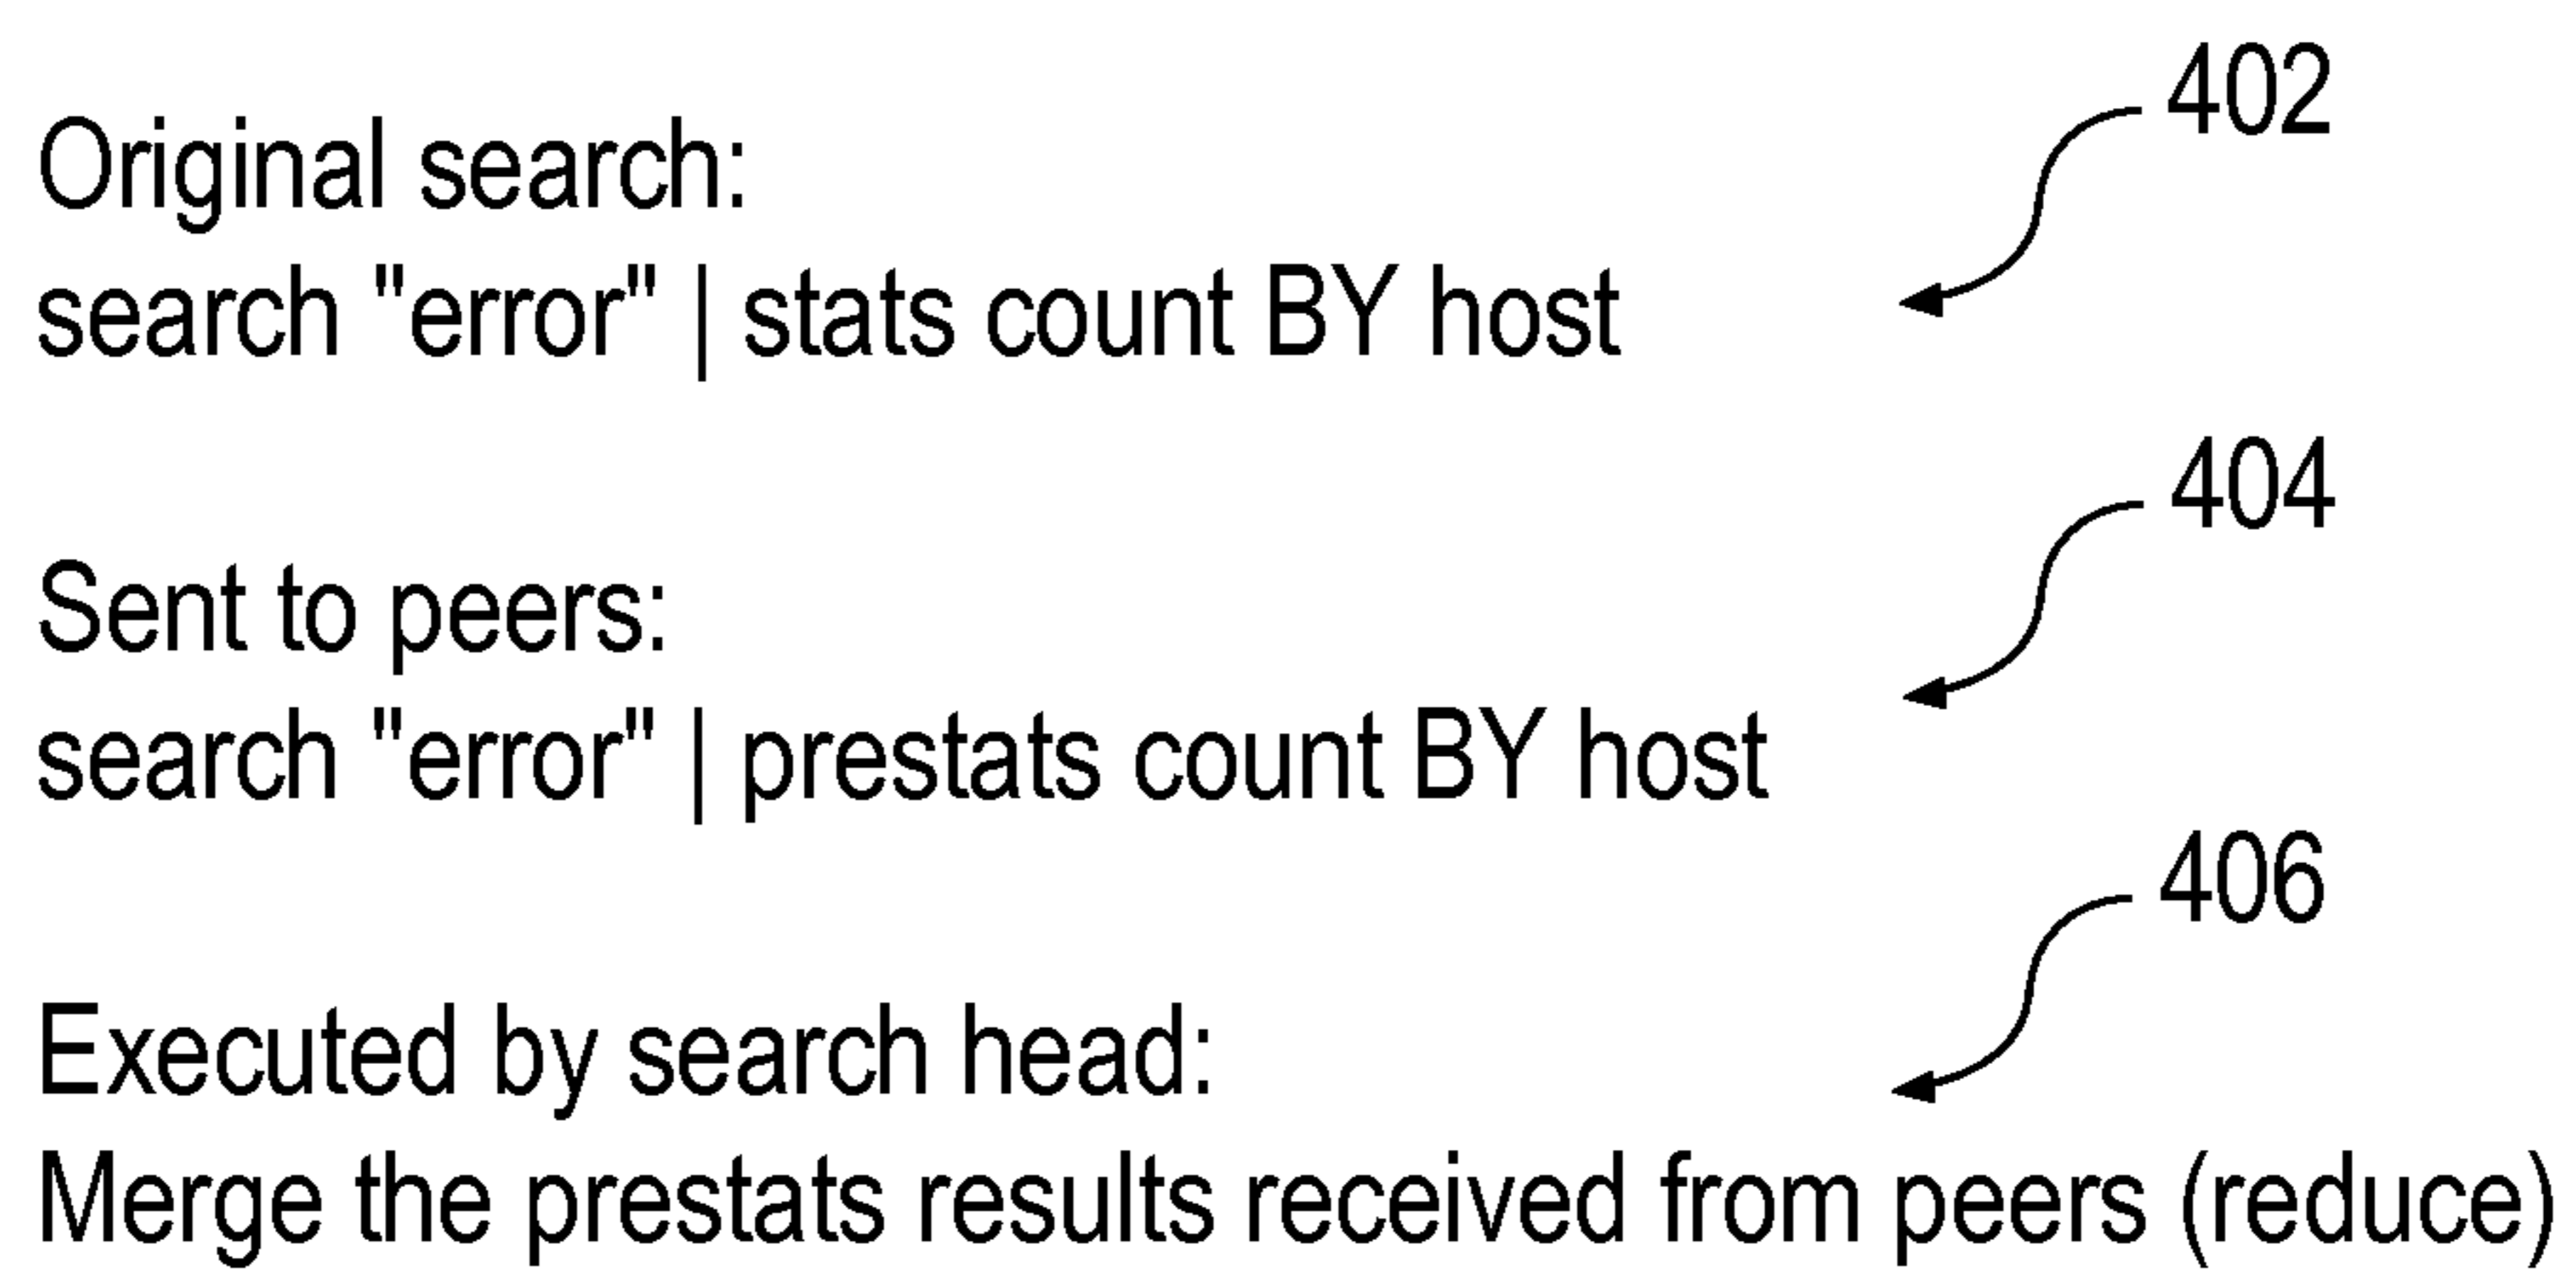 402
Original search:
search "error" | stats count BY host
404
Sent to peers:
search "error" | prestats count BY host
406
Executed by search head:
Merge the prestats results received from peers (reduce)